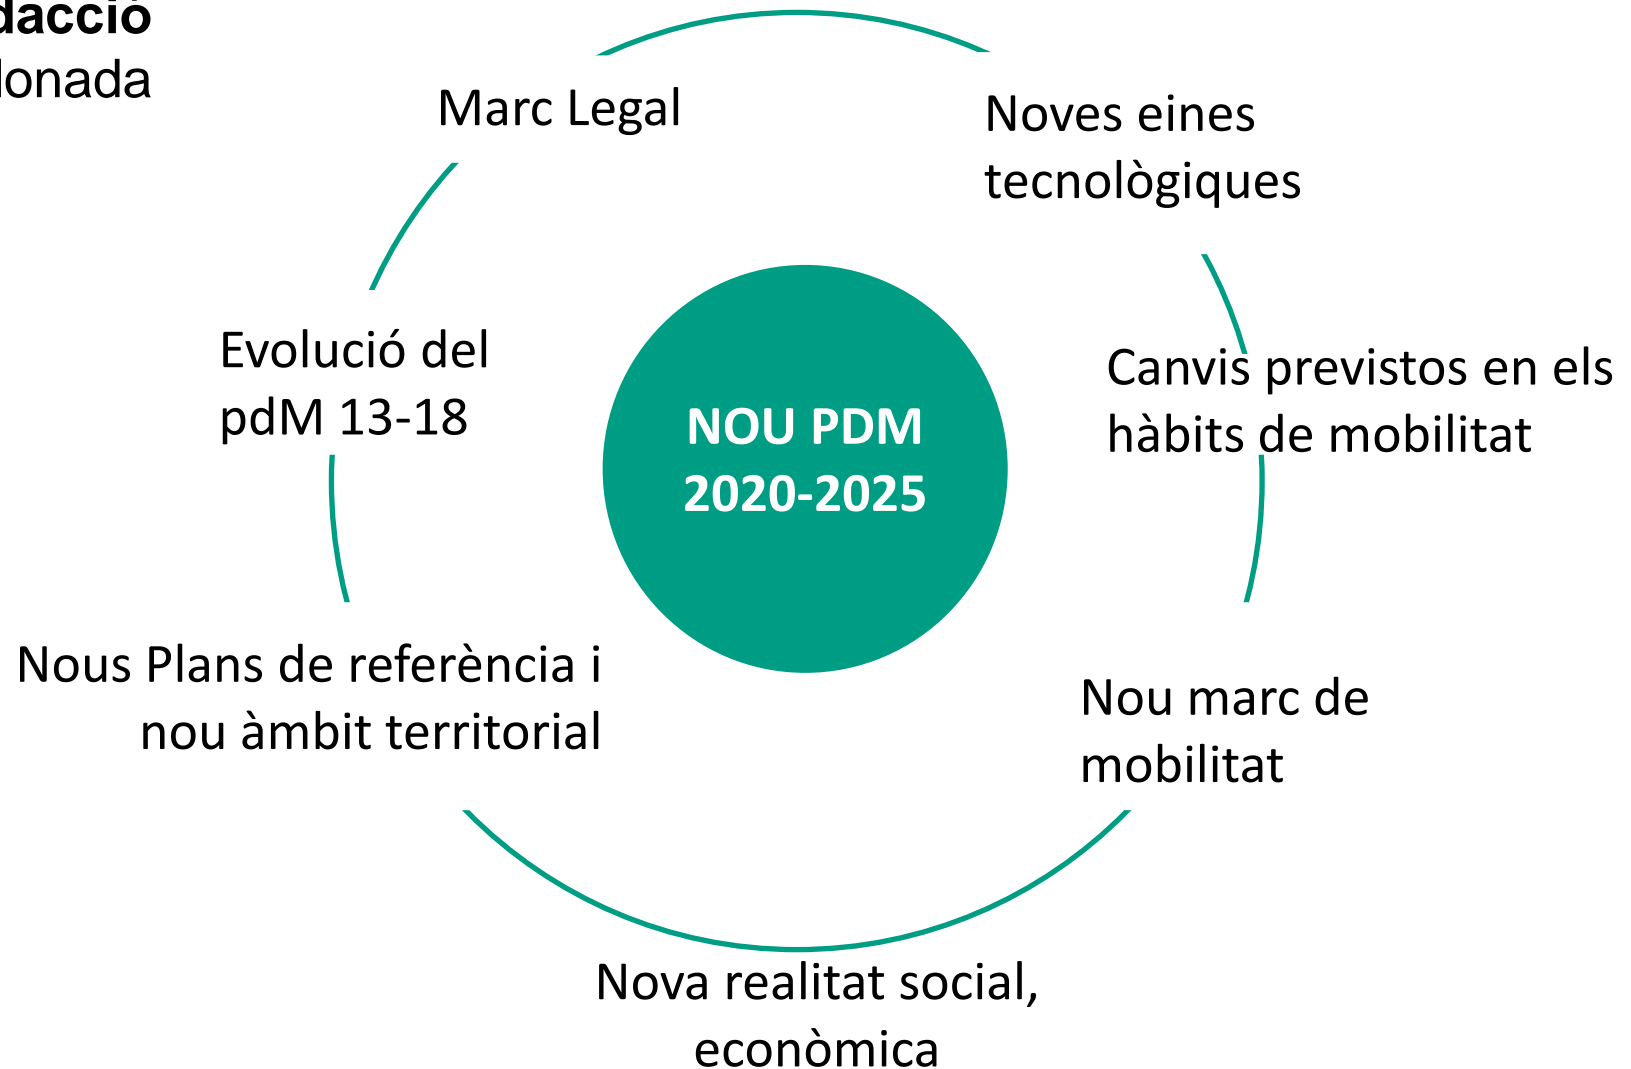 Marc Legal
Noves eines
tecnològiques
Evolució del
pdM 13-18
NOU PDM
2020-2025
Canvis previstos en els
hàbits de mobilitat
Nous Plans de referència i
nou àmbit territorial
Nou marc de
mobilitat
Nova realitat social,
econòmica